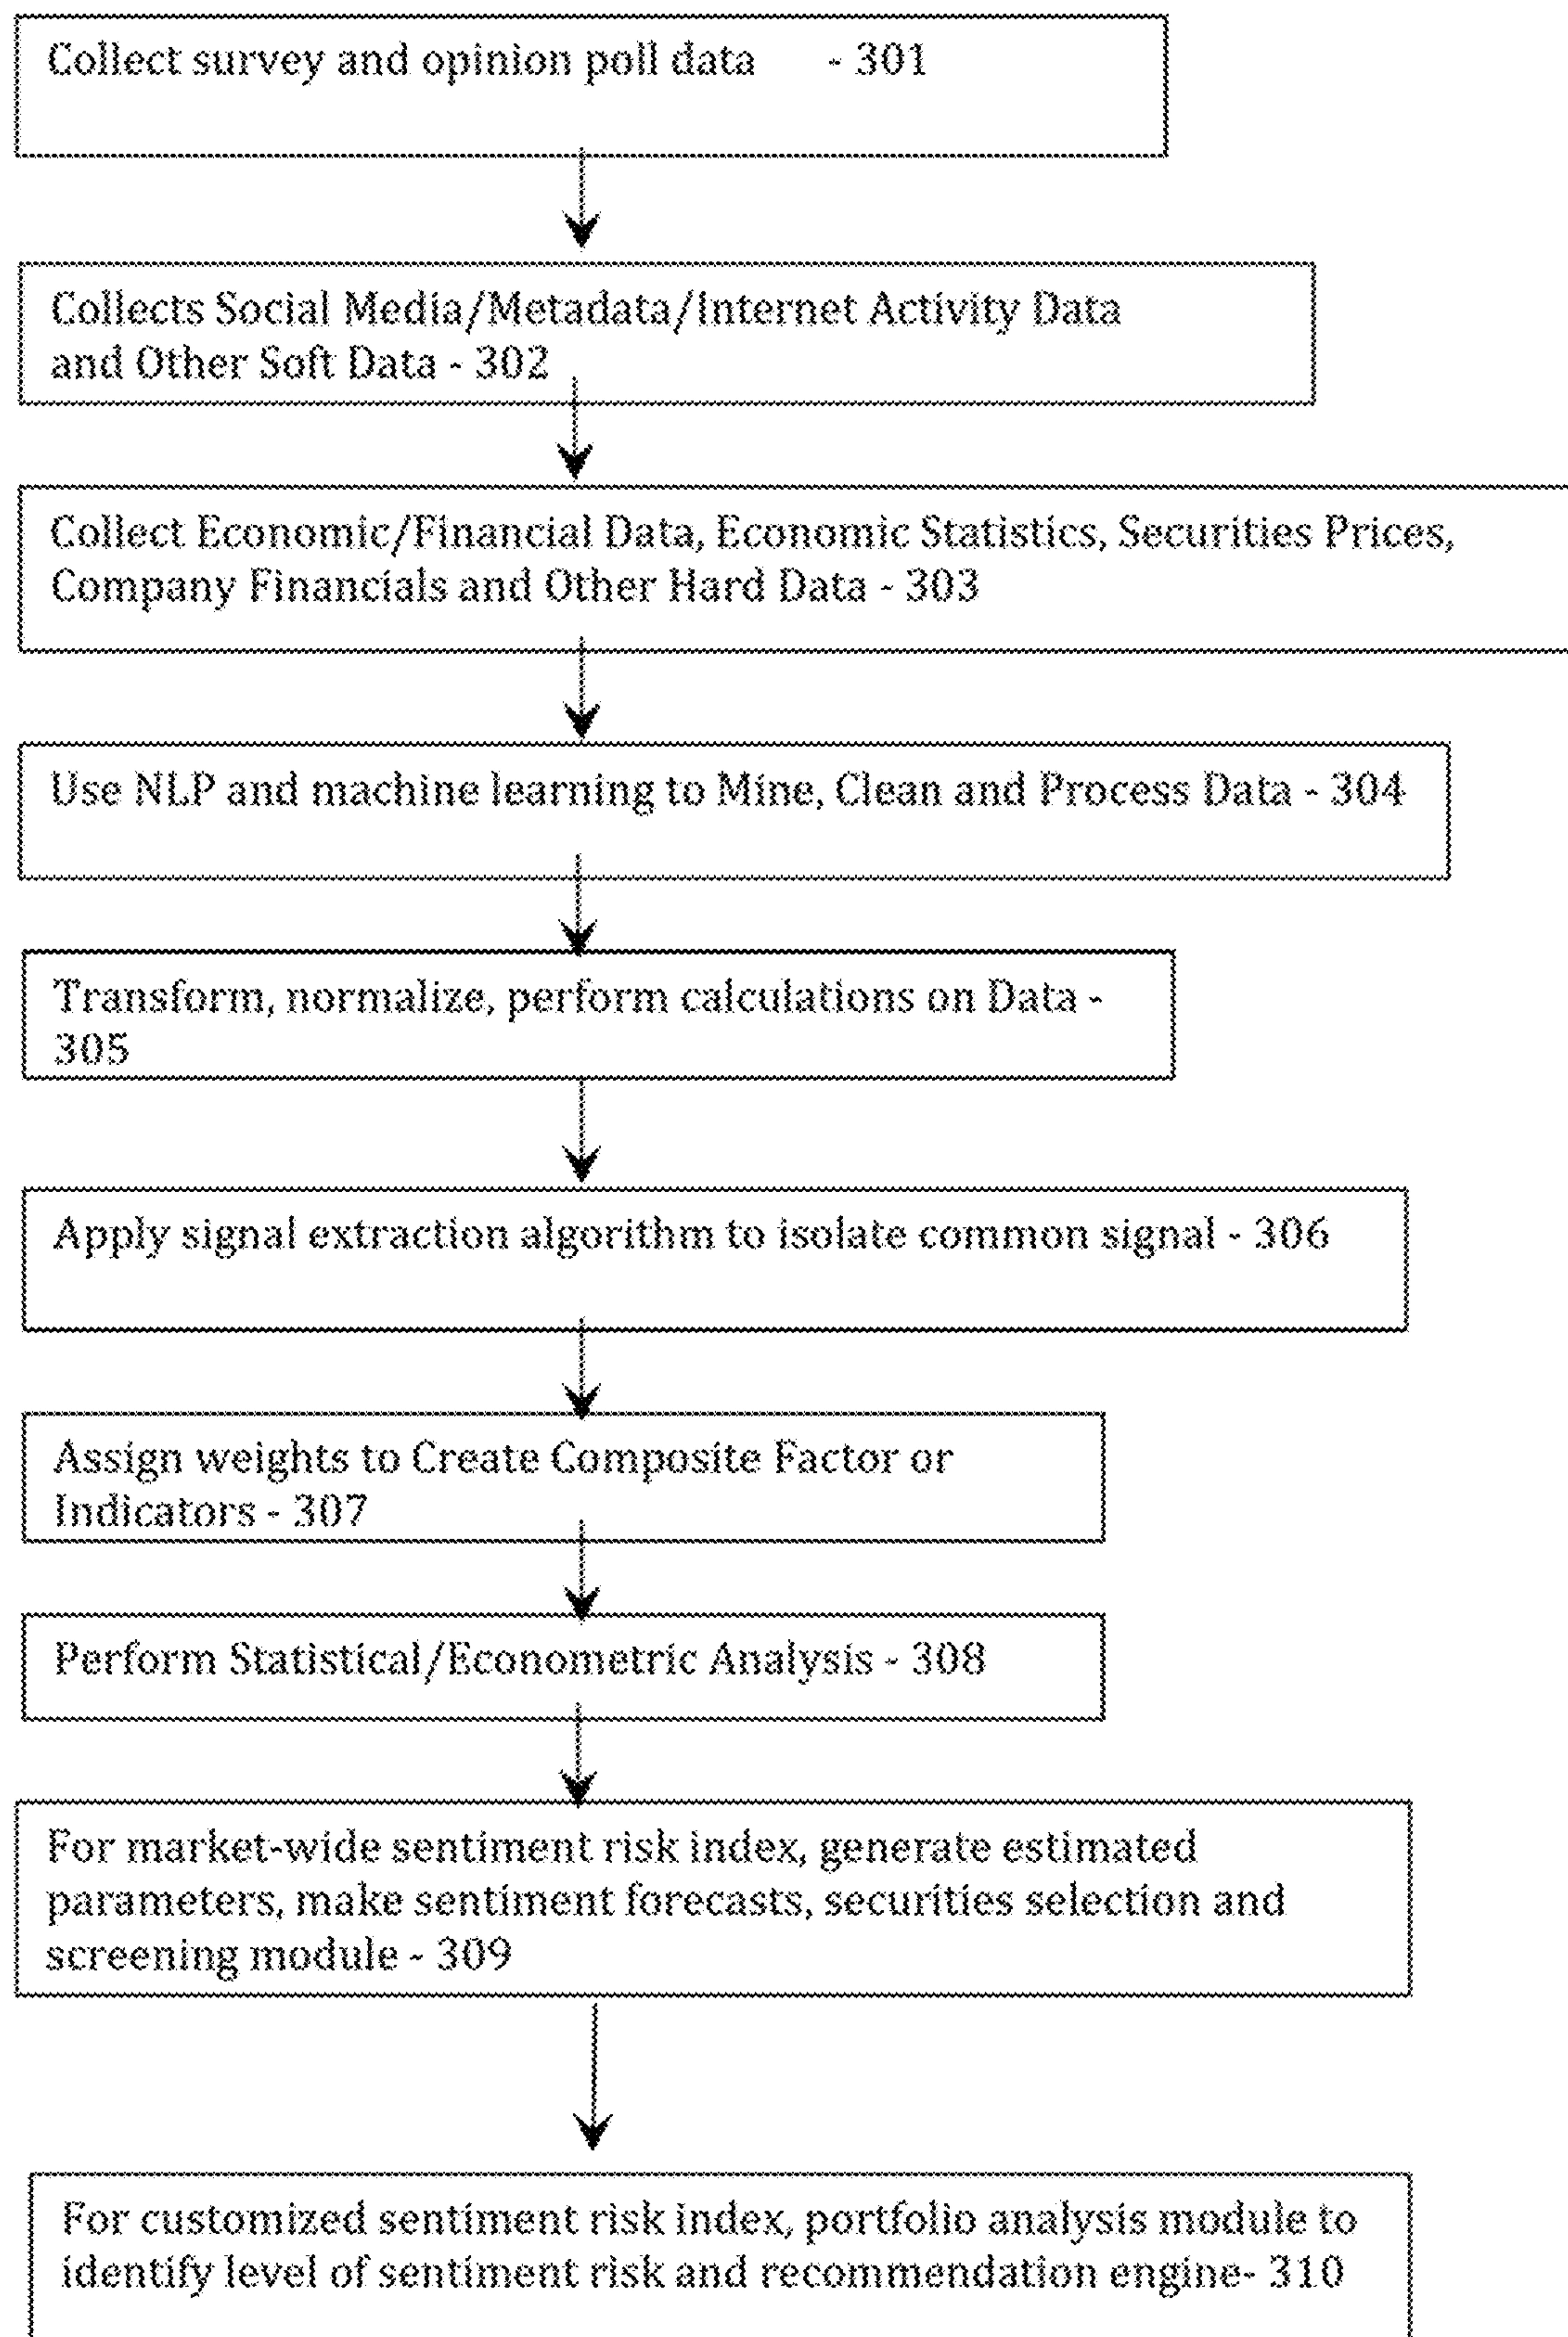 Collect survey and opinion poll data - 301
Collects Social Media/Metadata/Internet Activity Data
and Other Soft Data - 302
Collect Economic/Financial Data, Economic Statistics, Securities Prices,
Company Financials and Other Hard Data - 303
Use NLP and machine learning to Mine, Clean and Process Data - 304
Transform, normalize, perform calculations on Data -
305
Apply signal extraction algorithm to isolate common signal - 306
Assign weights to Create Composite Factor or
Indicators - 307
Perform Statistical/Econometric Analysis - 308
For market-wide sentiment risk index, generate estimated
parameters, make sentiment forecasts, securities selection and
screening module - 309
For customized sentiment risk index, portfolio analysis module to
identify level of sentiment risk and recommendation engine- 310